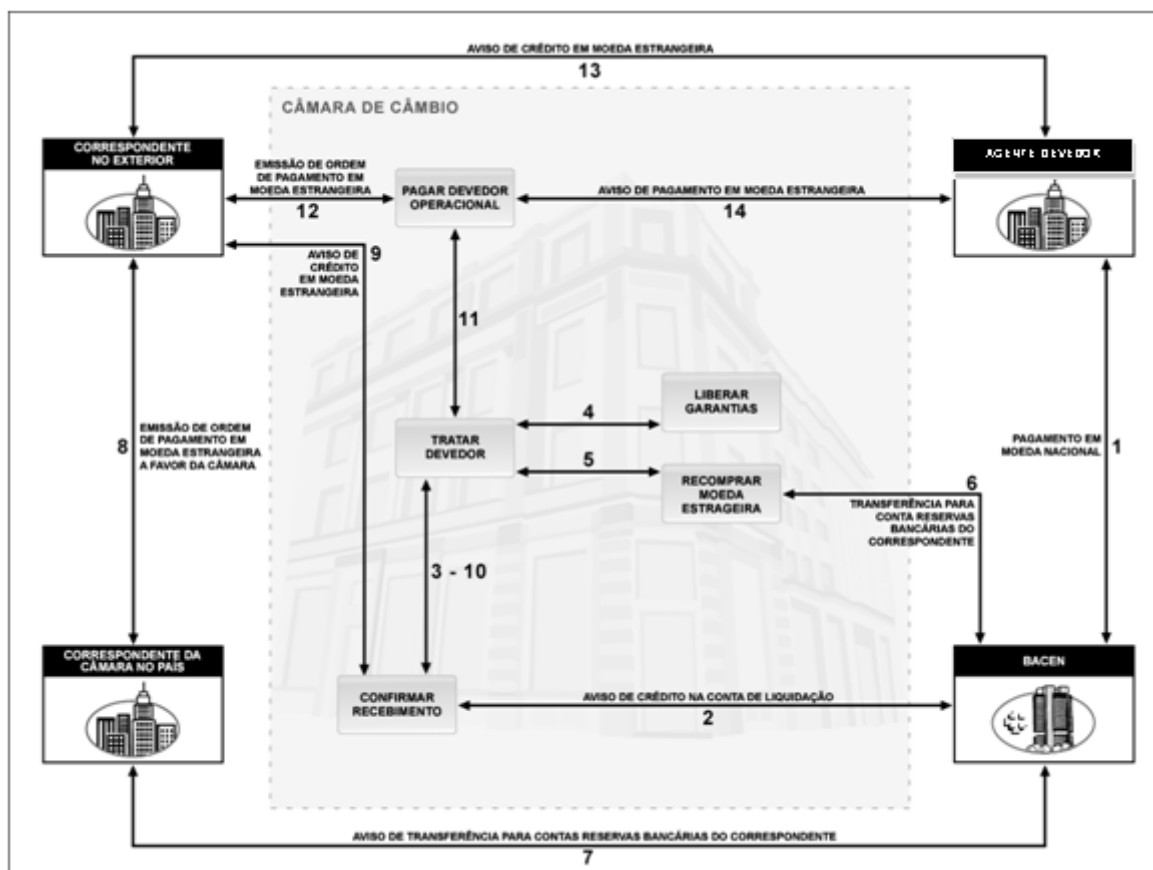 AVISO DE CRÉDITO EM MOEDA ESTRANGEIRA
13
CÂMARA DE CÂMBIO
CORRESPONDENTE
NO EXTERIOR
EMISSÃO DE ORDEM
DE PAGAMENTO EM
MOEDA ESTRANGEIRA
12
PAGAR DEVEDOR
OPERACIONAL
AVISO DE PAGAMENTO EM MOEDA ESTRANGEIRA
14
AGENTE DEVEDOR
9
AVISO DE
CRÉDITO
EM MOEDA
ESTRANGEIRA
11
8
EMISSÃO DE ORDEM
DE PAGAMENTO EM
MOEDA ESTRANGEIRA
A FAVOR DA CÂMARA
TRATAR
DEVEDOR
4
LIBERAR
GARANTIAS
5
RECOMPRAR
MOEDA
ESTRAGEIRA
PAGAMENTO EM
MOEDA NACIONAL
1
6
TRANSFERÊNCIA PARA
CONTA RESERVAS
BANCÁRIAS DO
CORRESPONDENTE
3 - 10
CORRESPONDENTE DA
CÂMARA NO PAÍS
CONFIRMAR
RECEBIMENTO
AVISO DE CRÉDITO NA CONTA DE LIQUIDAÇÃO
2
BACEN
AVISO DE TRANSFERÊNCIA PARA CONTAS RESERVAS BANCÁRIAS DO CORRESPONDENTE
7